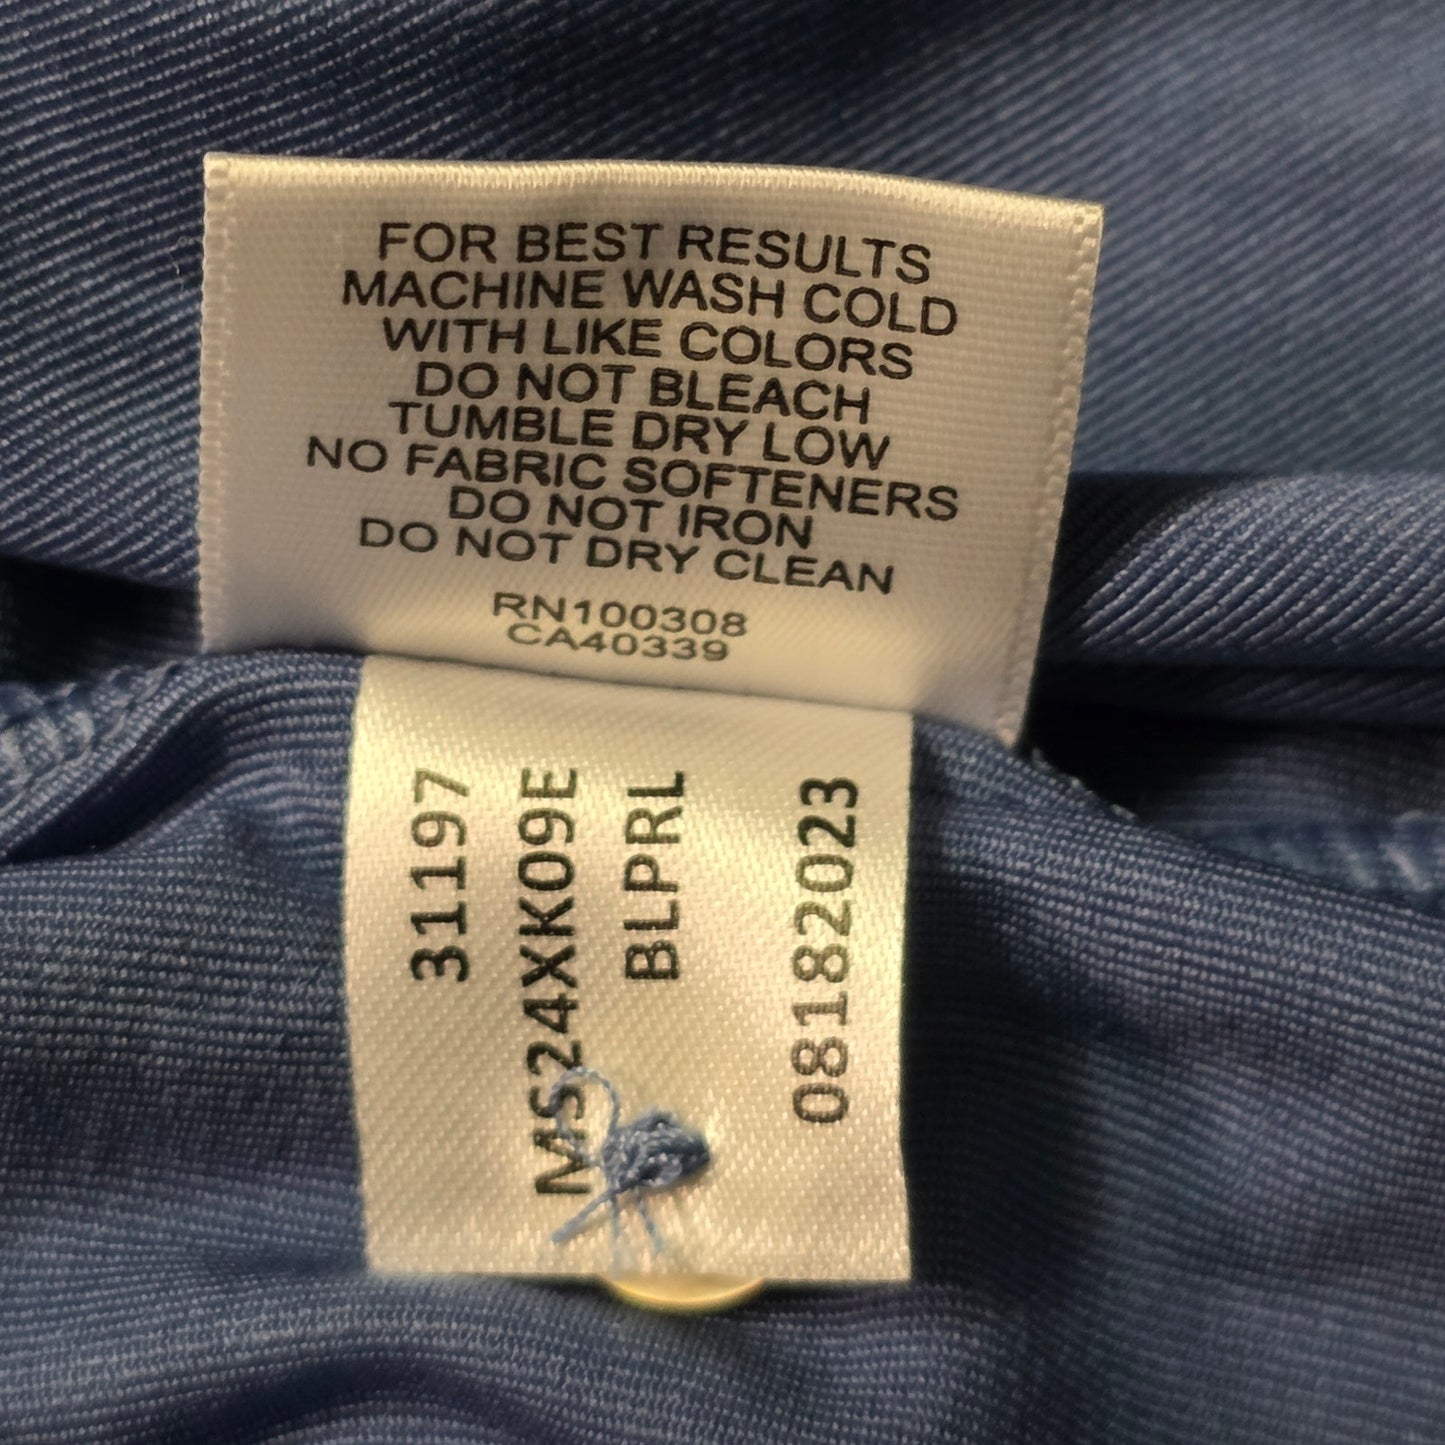 FOR BEST RESULTS
MACHINE WASH COLD
WITH LIKE COLORS
DO NOT BLEACH
TUMBLE DRY LOW
NO FABRIC SOFTENERS
DO NOT IRON
DO NOT DRY CLEAN
RN100308
CA40339
31197
MS24XK09E
BLPRL
08182023